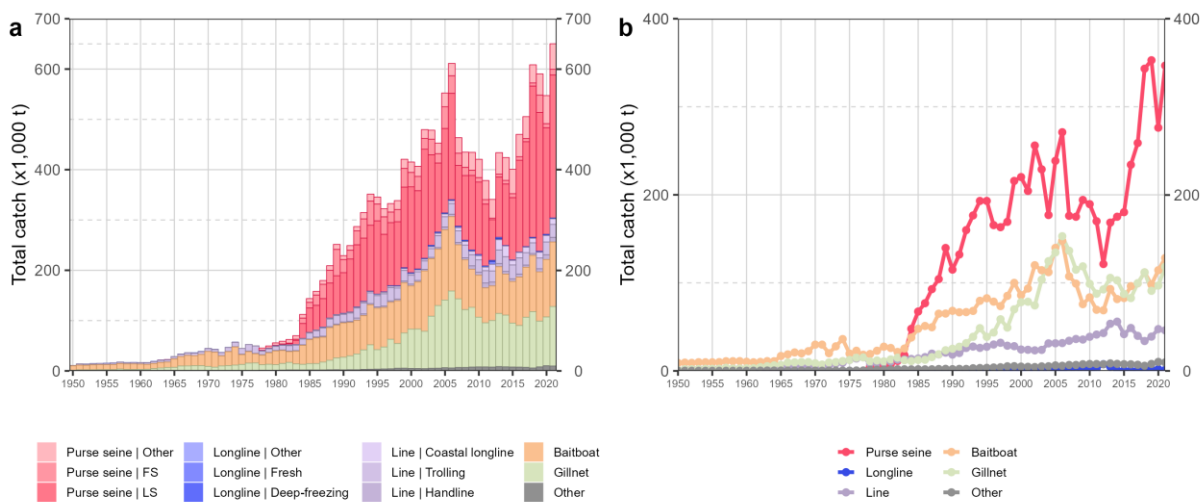 a
Total catch (x1,000 t)
700
600
400
200
0
700
600
400
200
0
1950 1955 1960 1965 1970 1975 1980 1985 1990 1995 2000 2005 2010 2015 2020
Purse seine | Other
Purse seine | FS
Purse seine | LS
Longline | Other
Longline | Fresh
Longline | Deep-freezing
Line | Coastal longline
Line | Trolling
Line | Handline
Baitboat
Gillnet
Other
b
Total catch (x1,000 t)
400
200
0
400
200
0
1950 1955 1960 1965 1970 1975 1980 1985 1990 1995 2000 2005 2010 2015 2020
Purse seine
Longline
Line
Baitboat
Gillnet
Other